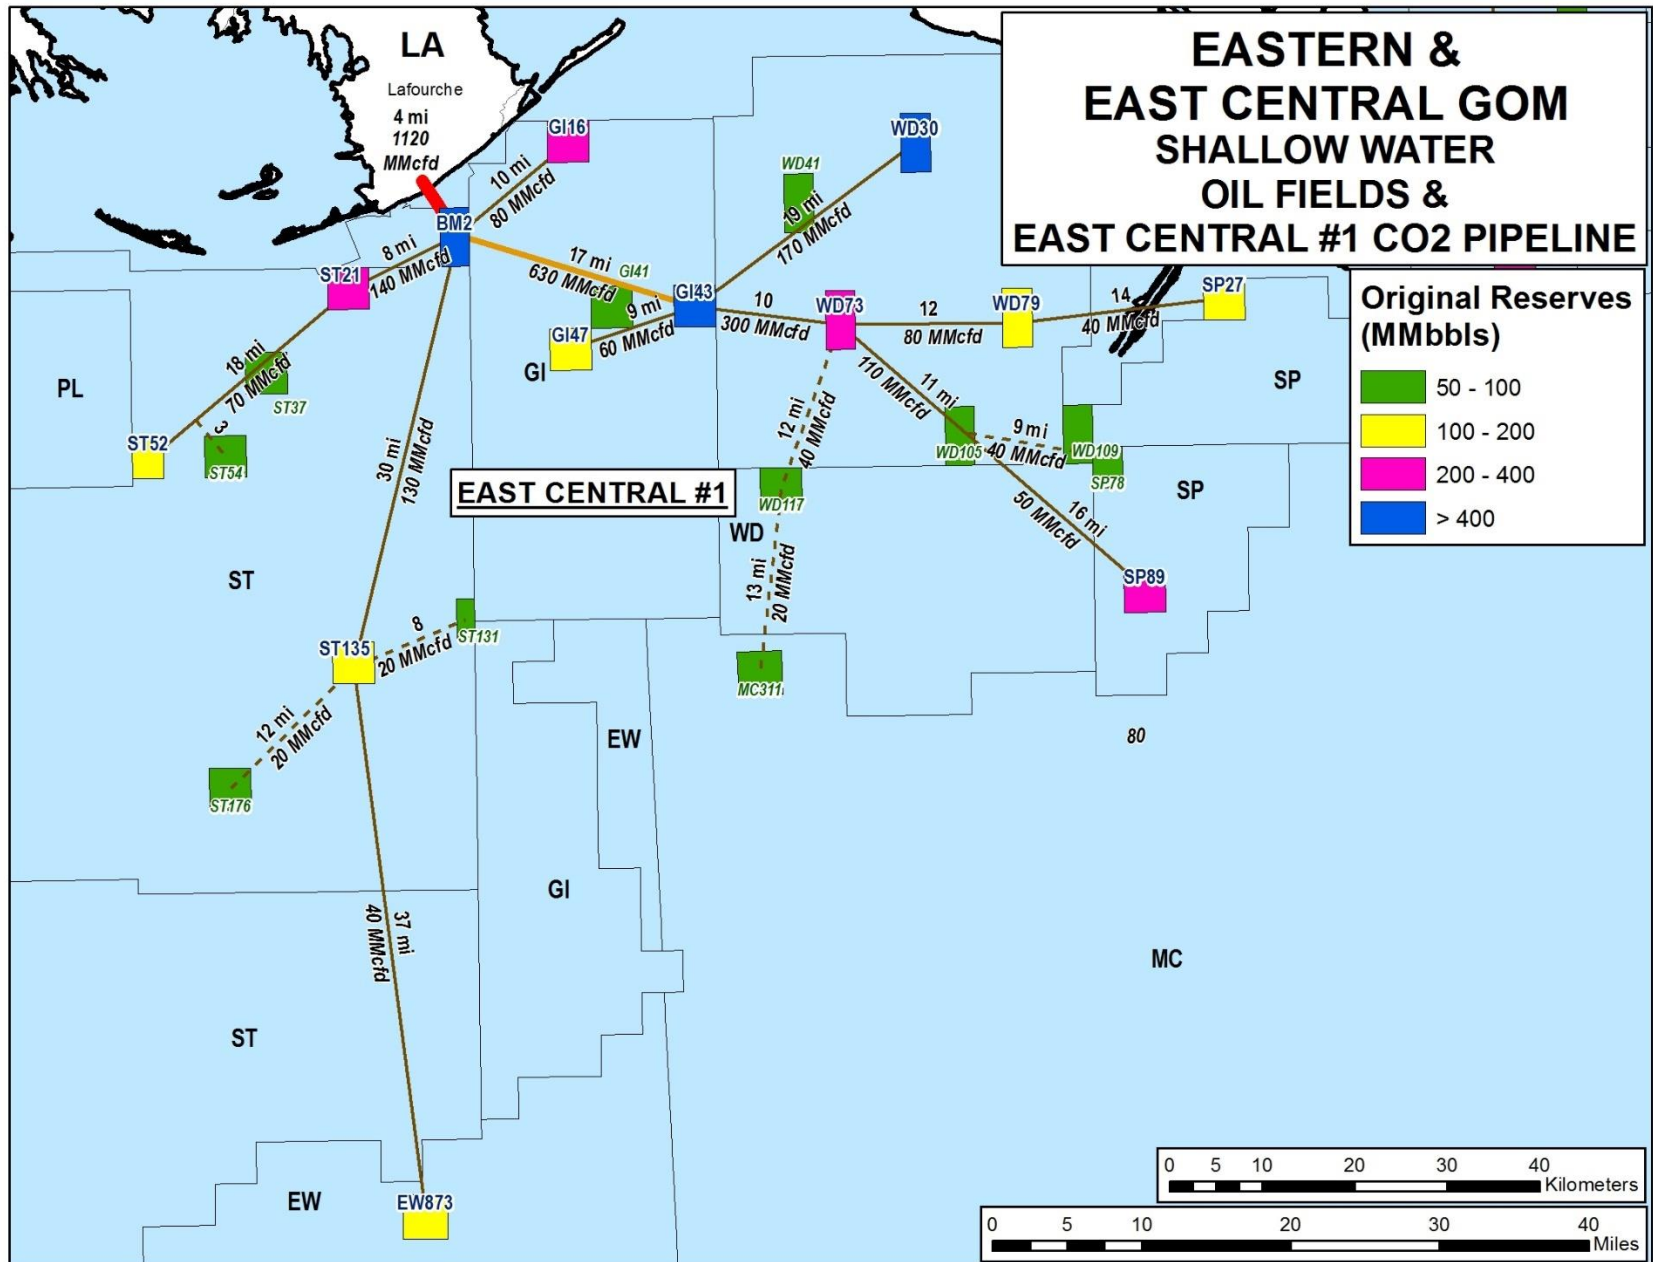 EASTERN &
EAST CENTRAL GOM
SHALLOW WATER
OIL FIELDS &
EAST CENTRAL #1 CO2 PIPELINE
Original Reserves
(MMbbls)
50 - 100
100 - 200
200 - 400
> 400
LA
Lafourche
4 mi
1120
MMcfd
GI16
10 mi
80 MMcfd
BM2
8 mi
140 MMcfd
ST21
17 mi
630 MMcfd
GI41
9 mi
60 MMcfd
GI47
GI43
WD41
19 mi
170 MMcfd
WD30
10
300 MMcfd
WD73
12
80 MMcfd
WD79
14
40 MMcfd
SP27
18 mi
70 MMcfd
ST37
3
ST52
ST54
PL
GI
SP
30 mi
130 MMcfd
12 mi
40 MMcfd
110 MMcfd
11 mi
WD105
9 mi
40 MMcfd
WD109
SP78
SP
EAST CENTRAL #1
WD117
WD
13 mi
20 MMcfd
16 mi
50 MMcfd
SP89
ST
ST135
8
20 MMcfd
ST131
MC311
12 mi
20 MMcfd
ST176
EW
80
GI
37 mi
40 MMcfd
MC
ST
EW
EW873
0 5 10 20 30 40
Kilometers
0 5 10 20 30 40
Miles